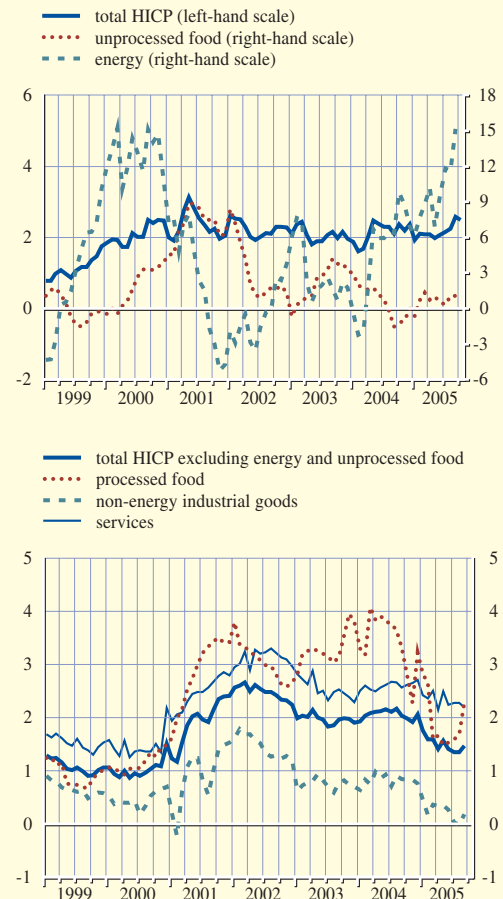 total HICP (left-hand scale)
unprocessed food (right-hand scale)
energy (right-hand scale)
6 18
15
4 12
9
2 6
3
0 0
-3
-2 -6
1999 2000 2001 2002 2003 2004 2005
total HICP excluding energy and unprocessed food
processed food
non-energy industrial goods
services
5 5
4 4
3 3
2 2
1 1
0 0
-1 -1
1999 2000 2001 2002 2003 2004 2005